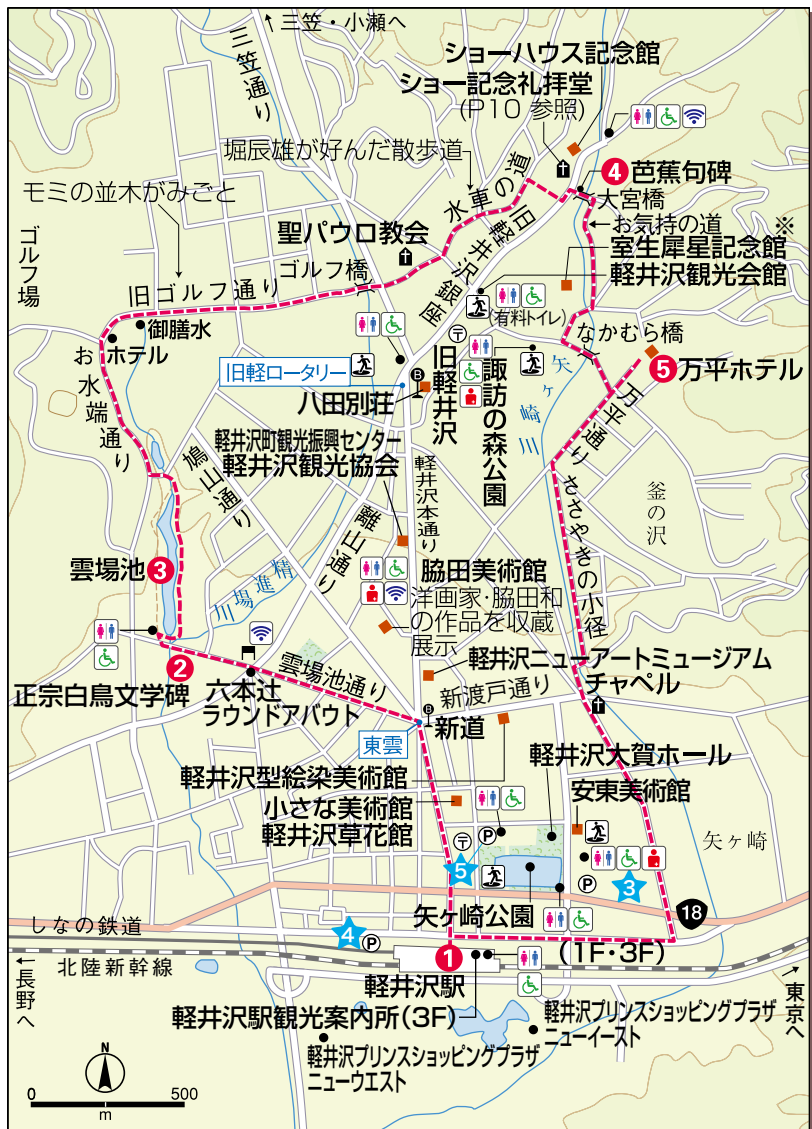 ↑三笠・小瀬へ
三笠通り
ショーハウス記念館
ショー記念礼拝堂
(P10 参照)
堀辰雄が好んだ散歩道
水車の道
4 芭蕉句碑
大宮橋
←お気持の道
※
モミの並木がみごと
ゴルフ場
聖パウロ教会
旧軽井沢銀座
室生犀星記念館
軽井沢観光会館
ゴルフ橋
旧ゴルフ通り
(有料トイレ)
御膳水
ホテル
お水端通り
なかむら橋
旧軽ロータリー
B
旧軽井沢
諏訪の森公園
矢ヶ崎川
5 万平ホテル
万平通り
八田別荘
軽井沢町観光振興センター
軽井沢観光協会
鳩山通り
離山通り
軽井沢本通り
ささやきの小径
釜の沢
雲場池 3
精進場川
脇田美術館
洋画家・脇田和
の作品を収蔵
展示
2
正宗白鳥文学碑
六本辻
ラウンドアバウト
雲場池通り
軽井沢ニューアートミュージアム
新渡戸通り
チャペル
B
新道
東雲
軽井沢型絵染美術館
小さな美術館
軽井沢草花館
軽井沢大賀ホール
安東美術館
矢ヶ崎
P
5
P
3
18
矢ヶ崎公園
しなの鉄道
4
P
1
(1F・3F)
北陸新幹線
←長野へ
軽井沢駅
→東京へ
軽井沢駅観光案内所(3F)
軽井沢プリンスショッピングプラザ
ニューイースト
軽井沢プリンスショッピングプラザ
ニューウエスト
N
0 500
m